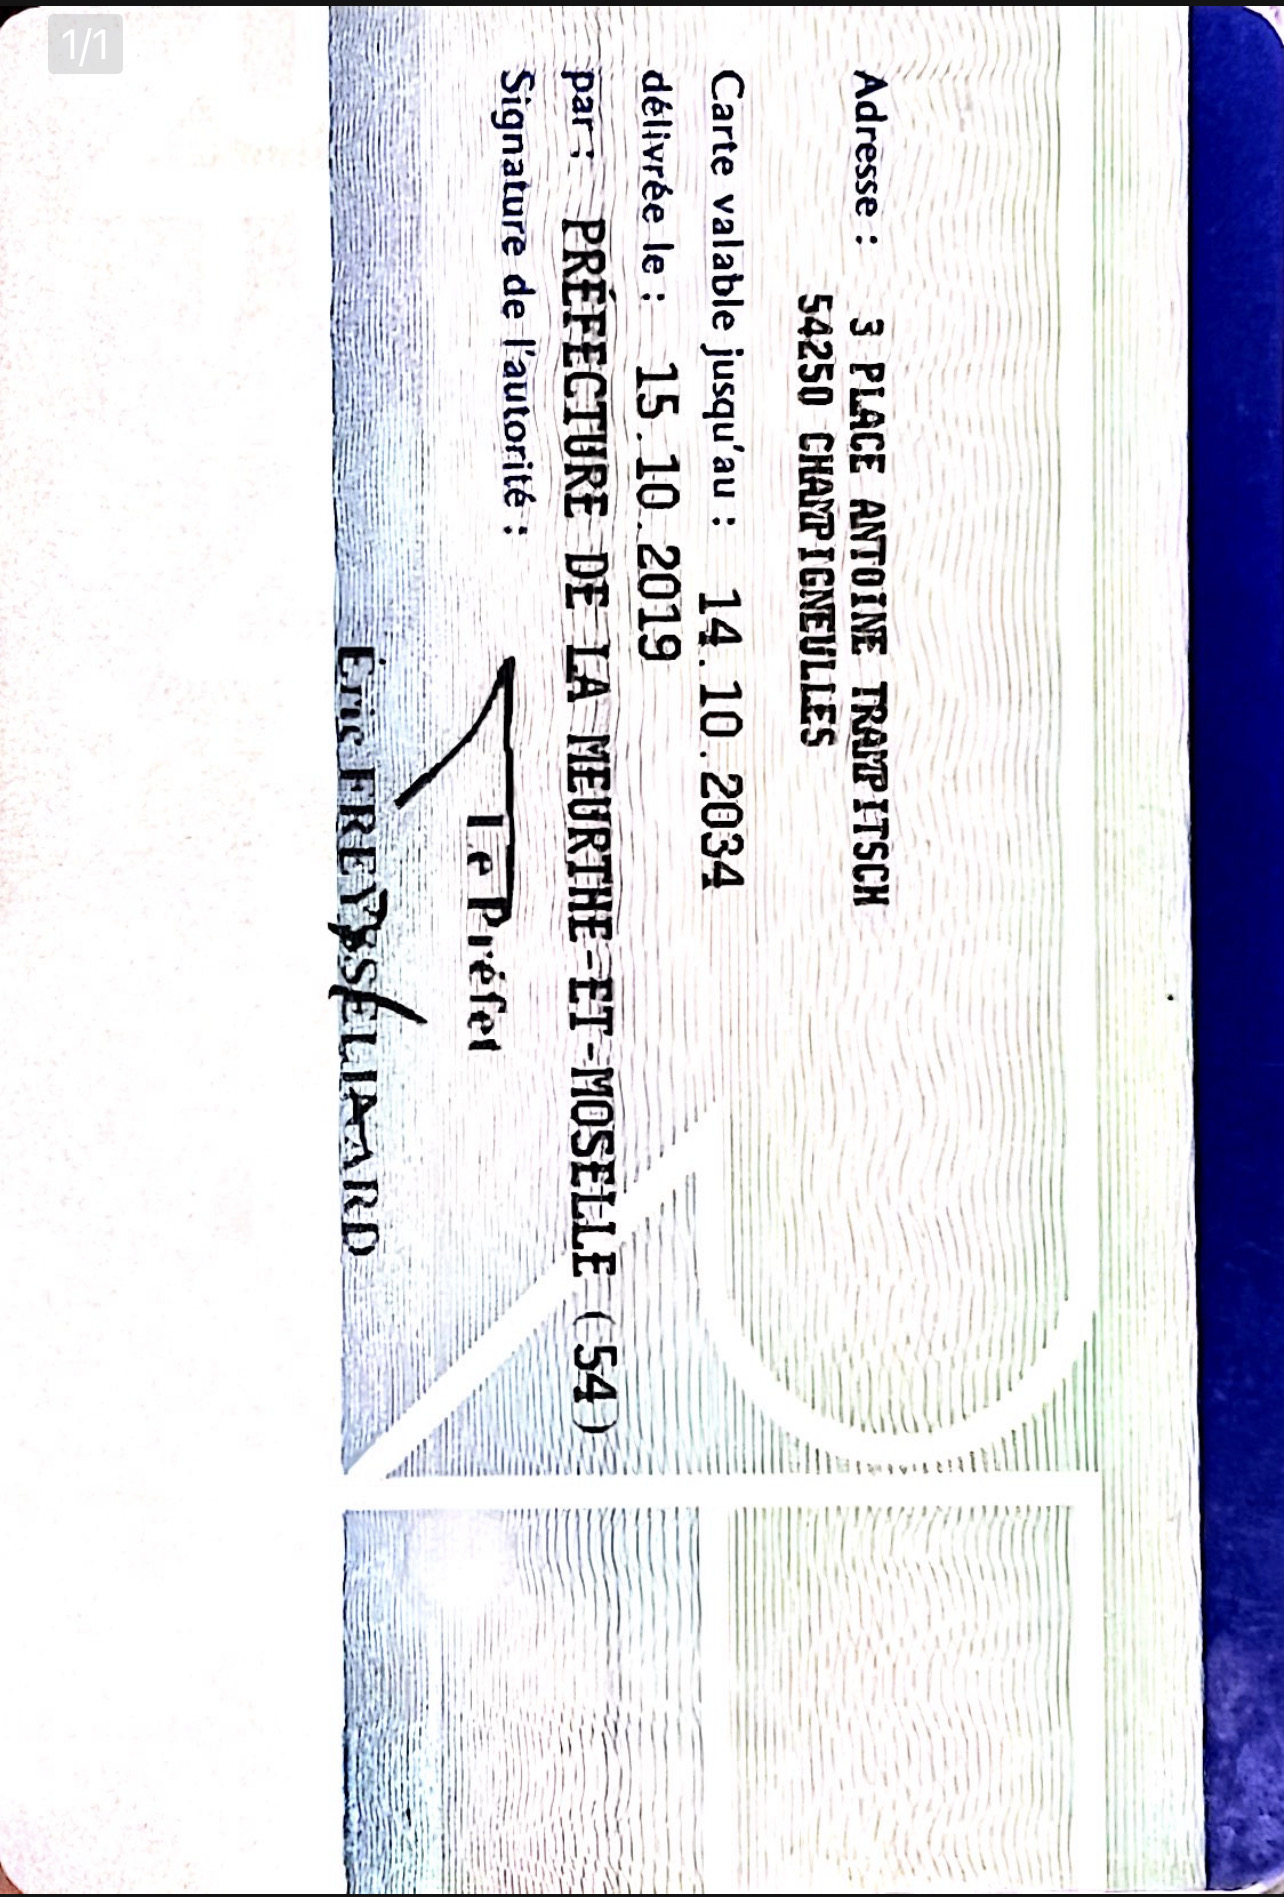 1/1
Adresse : 3 PLACE ANTOINE TRAMPITSCH
54250 CHAMPIGNEULLES
Carte valable jusqu'au : 14.10.2034
délivrée le : 15.10.2019
par : PRÉFECTURE DE LA MEURTHE-ET-MOSELLE (54)
Signature de l'autorité :
Le Préfet
Éric FREYSSELINARD